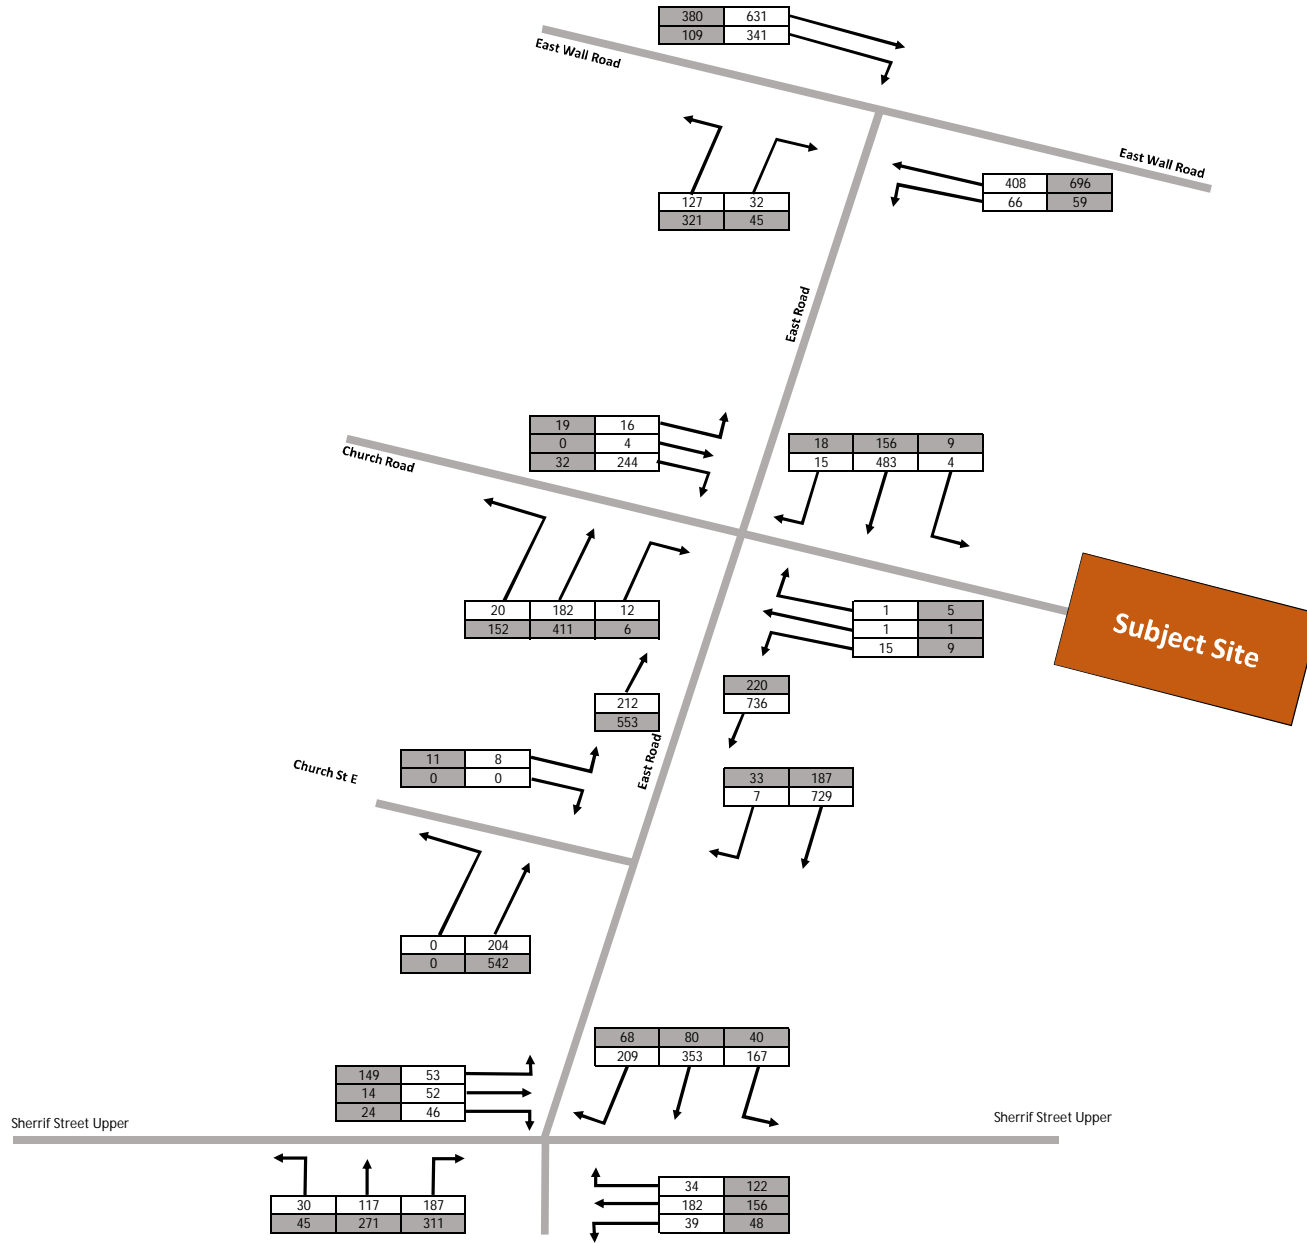 380 631
109 341
East Wall Road
East Wall Road
127 32
321 45
408 696
66 59
East Road
19 16
0 4
32 244
Church Road
18 156 9
15 483 4
20 182 12
152 411 6
1 5
1 1
15 9
Subject Site
212
553
220
736
East Road
11 8
0 0
Church St E
33 187
7 729
0 204
0 542
68 80 40
209 353 167
149 53
14 52
24 46
Sherrif Street Upper
Sherrif Street Upper
30 117 187
45 271 311
34 122
182 156
39 48